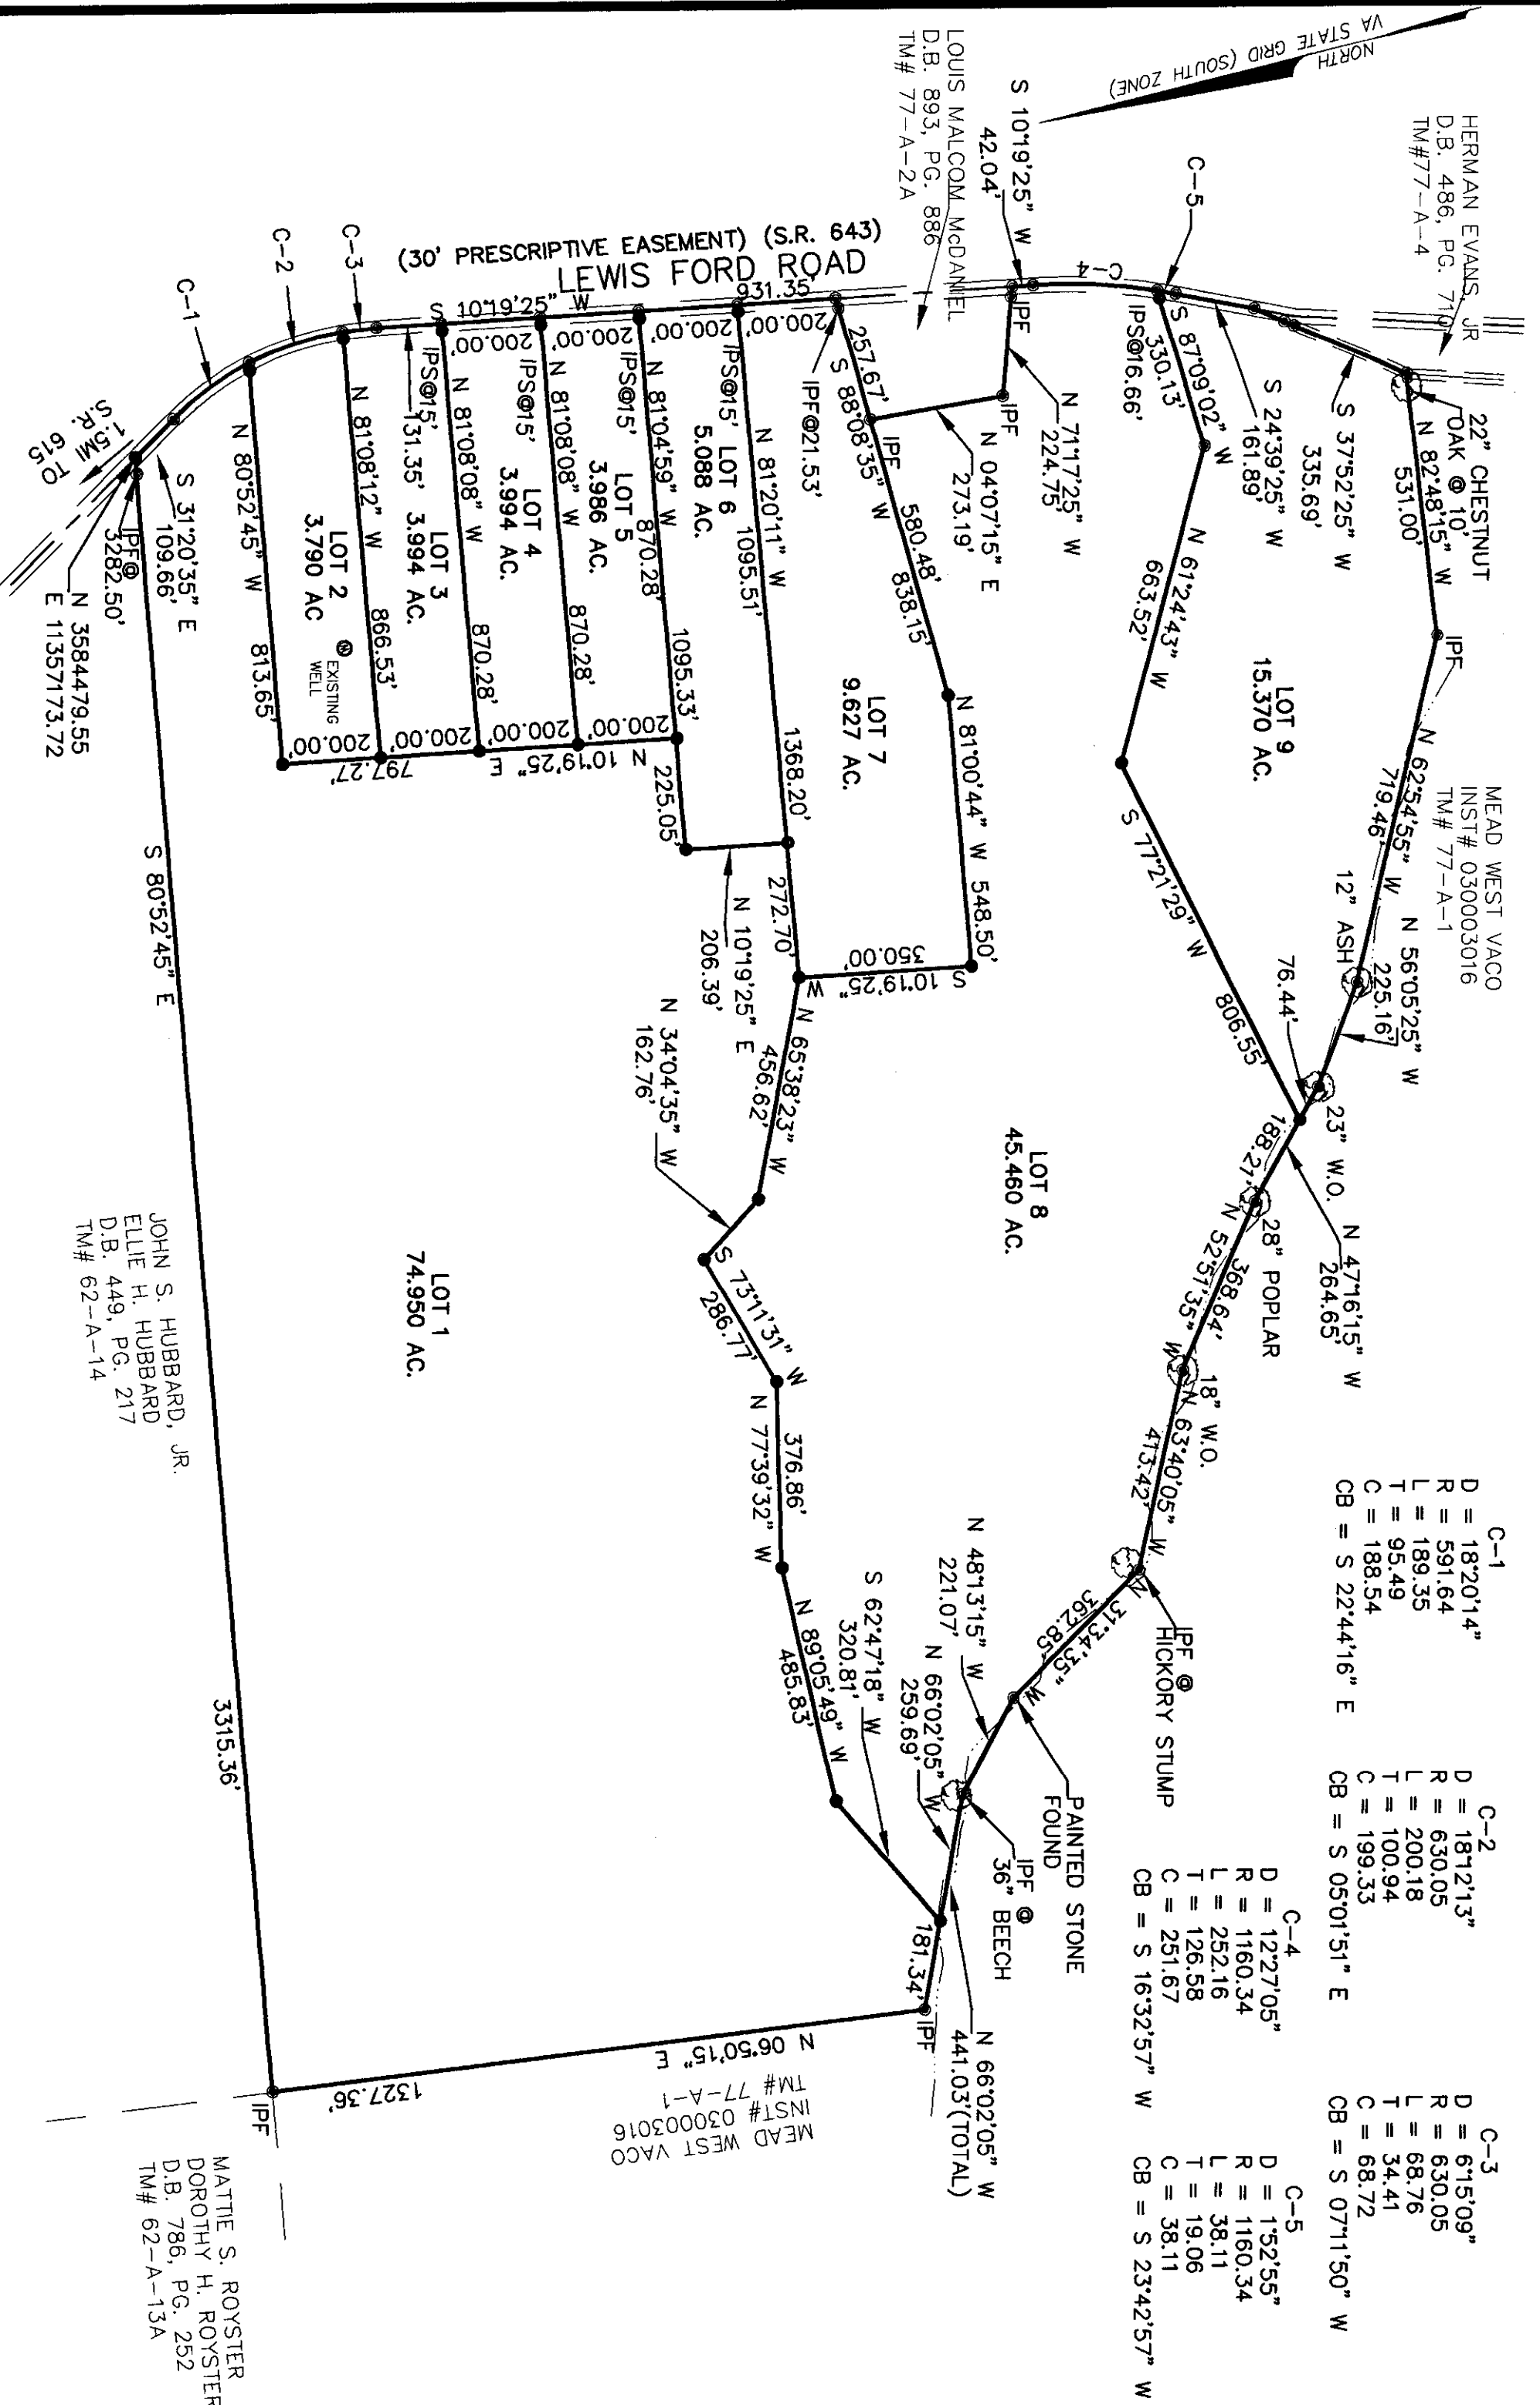 HERMAN EVANS, JR
D.B. 486, PG. 710
TM#77-A-4
NORTH
VA STATE GRID (SOUTH ZONE)
LOUIS MALCOM McDANIEL
D.B. 893, PG. 886
TM# 77-A-2A
MEAD WEST VACO
INST# 030003016
TM# 77-A-1
C-1
D = 18°20'14"
R = 591.64
L = 189.35
T = 95.49
C = 188.54
CB = S 22°44'16" E
C-2
D = 18°12'13"
R = 630.05
L = 200.18
T = 100.94
C = 199.33
CB = S 05°01'51" E
C-3
D = 6°15'09"
R = 630.05
L = 68.76
T = 34.41
C = 68.72
CB = S 07°11'50" W
C-4
D = 12°27'05"
R = 1160.34
L = 252.16
T = 126.58
C = 251.67
CB = S 16°32'57" W
C-5
D = 1°52'55"
R = 1160.34
L = 38.11
T = 19.06
C = 38.11
CB = S 23°42'57" W
22" CHESTNUT
OAK @ 10'
N 82°48'15" W
531.00'
IPF
N 62°54'55" W
719.46'
12" ASH
N 56°05'25" W
225.16'
23" W.O.
76.44'
188.21'
N 47°16'15" W
264.65'
28" POPLAR
N 52°51'35" W
368.64'
18" W.O.
N 63°40'05" W
413.42'
IPF @
HICKORY STUMP
N 31°34'35" W
362.85'
PAINTED STONE
FOUND
N 48°13'15" W
221.07'
IPF @
36" BEECH
N 66°02'05" W
259.69'
N 66°02'05" W
441.03'(TOTAL)
181.34'
IPF
S 37°52'25" W
335.69'
S 24°39'25" W
161.89'
C-5
C-4
S 10°19'25" W
42.04'
IPF
N 71°17'25" W
224.75'
IPF
N 04°07'15" E
273.19'
IPF
IPS@16.66'
S 87°09'02" W
330.13'
N 61°24'43" W
663.52'
S 77°21'29" W
806.55'
LOT 9
15.370 AC.
LOT 8
45.460 AC.
LOT 7
9.627 AC.
257.67'
S 88°08'35" W
580.48'
838.15'
N 81°00'44" W 548.50'
S 10°19'25" W
350.00'
IPF@21.53'
(30' PRESCRIPTIVE EASEMENT) (S.R. 643)
LEWIS FORD ROAD
S 10°19'25" W
931.35'
200.00'
200.00'
200.00'
200.00'
131.35'
N 81°20'11" W
1095.51'
1368.20'
272.70'
IPS@15'
LOT 6
5.088 AC.
N 81°04'59" W
870.28'
1095.33'
225.05'
N 10°19'25" E
206.39'
IPS@15'
LOT 5
3.986 AC.
N 81°08'08" W
870.28'
IPS@15'
LOT 4
3.994 AC.
N 81°08'08" W
870.28'
IPS@15'
LOT 3
3.994 AC.
N 81°08'12" W
866.53'
LOT 2
3.790 AC
W
EXISTING
WELL
N 80°52'45" W
813.65'
200.00'
200.00'
200.00'
200.00'
N 10°19'25" E
797.27'
C-3
C-2
C-1
1.5MI TO
S.R. 615
S 31°20'35" E
109.66'
IPF@
3282.50'
N 3584479.55
E 11357173.72
S 80°52'45" E
3315.36'
N 65°38'23" W
456.62'
N 34°04'35" W
162.76'
S 73°11'31" W
286.77'
376.86'
N 77°39'32" W
N 89°05'49" W
485.83'
S 62°47'18" W
320.81'
LOT 1
74.950 AC.
JOHN S. HUBBARD, JR.
ELLIE H. HUBBARD
D.B. 449, PG. 217
TM# 62-A-14
N 06°50'15" E
1327.36'
IPF
MEAD WEST VACO
INST# 030003016
TM# 77-A-1
MATTIE S. ROYSTER
DOROTHY H. ROYSTER
D.B. 786, PG. 252
TM# 62-A-13A